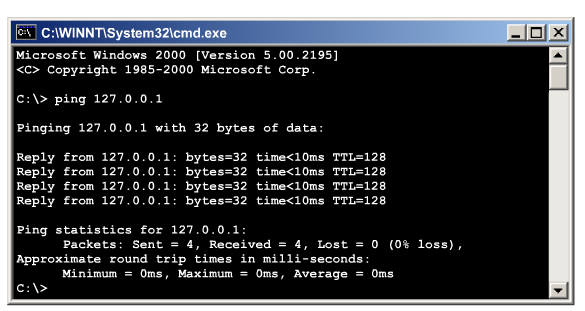 C:\WINNT\System32\cmd.exe
Microsoft Windows 2000 [Version 5.00.2195]
<C> Copyright 1985-2000 Microsoft Corp.
C:\> ping 127.0.0.1
Pinging 127.0.0.1 with 32 bytes of data:
Reply from 127.0.0.1: bytes=32 time<10ms TTL=128
Reply from 127.0.0.1: bytes=32 time<10ms TTL=128
Reply from 127.0.0.1: bytes=32 time<10ms TTL=128
Reply from 127.0.0.1: bytes=32 time<10ms TTL=128
Ping statistics for 127.0.0.1:
Packets: Sent = 4, Received = 4, Lost = 0 (0% loss),
Approximate round trip times in milli-seconds:
Minimum = 0ms, Maximum = 0ms, Average = 0ms
C:\>